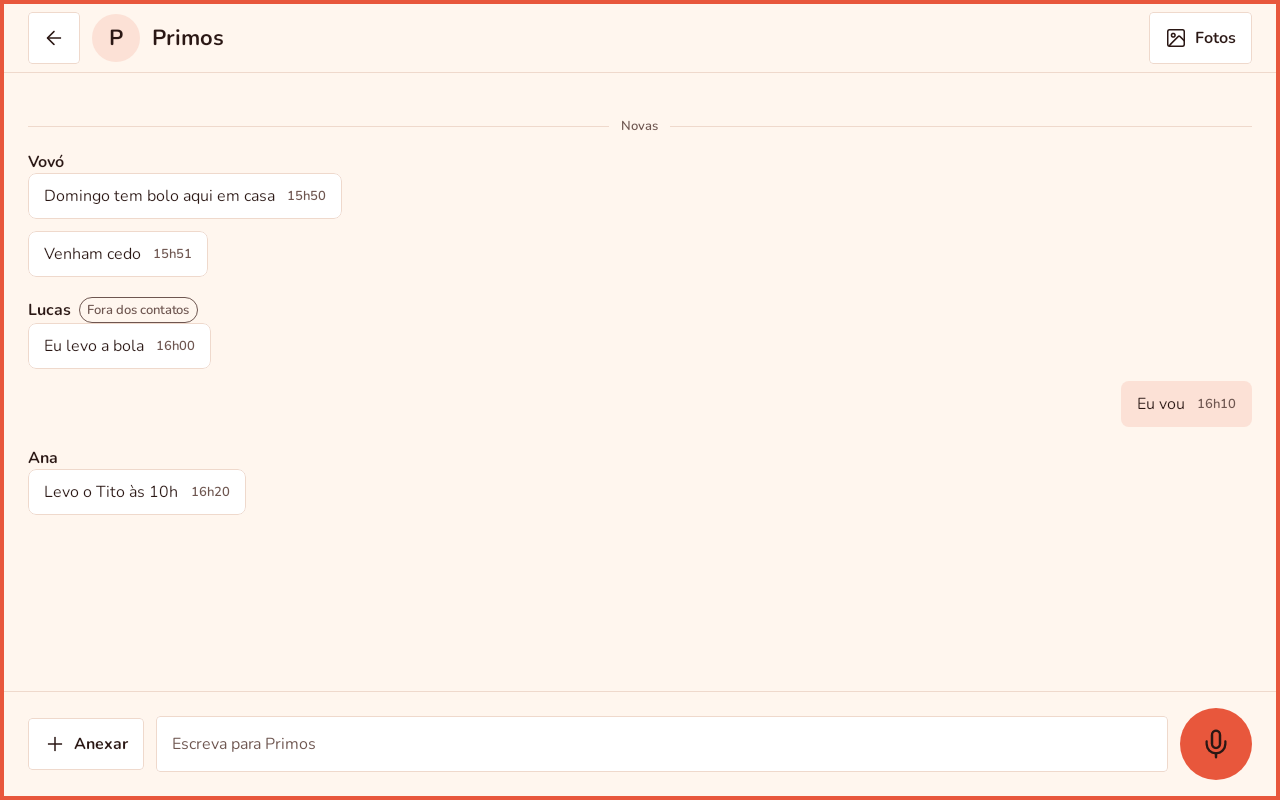 P Primos Fotos
Novas
Vovó
Domingo tem bolo aqui em casa 15h50
Venham cedo 15h51
Lucas Fora dos contatos
Eu levo a bola 16h00
Eu vou 16h10
Ana
Levo o Tito às 10h 16h20
Anexar Escreva para Primos